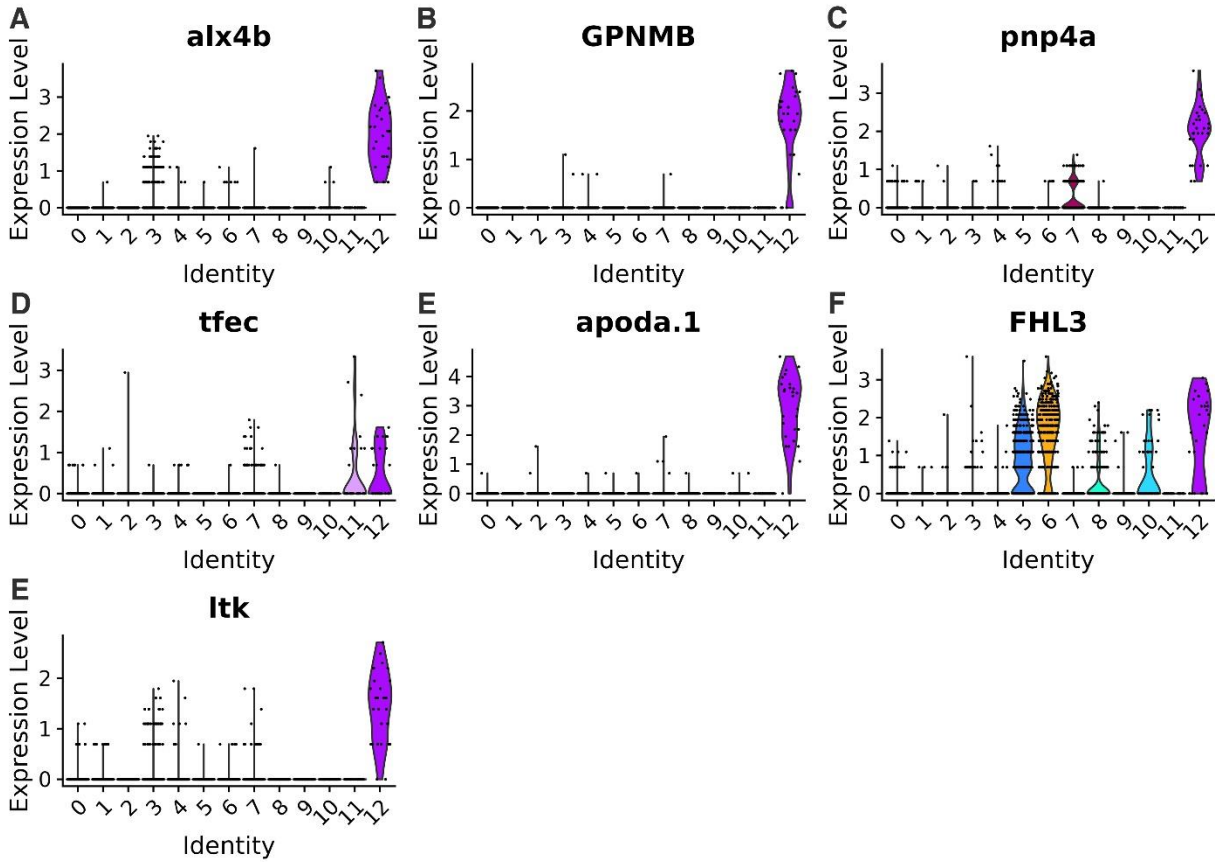 A
alx4b
Expression Level
3
2
1
0
0 1 2 3 4 5 6 7 8 9 10 11 12
Identity
B
GPNMB
Expression Level
2
1
0
0 1 2 3 4 5 6 7 8 9 10 11 12
Identity
C
pnp4a
Expression Level
3
2
1
0
0 1 2 3 4 5 6 7 8 9 10 11 12
Identity
D
tfec
Expression Level
3
2
1
0
0 1 2 3 4 5 6 7 8 9 10 11 12
Identity
E
apoda.1
Expression Level
4
3
2
1
0
0 1 2 3 4 5 6 7 8 9 10 11 12
Identity
F
FHL3
Expression Level
3
2
1
0
0 1 2 3 4 5 6 7 8 9 10 11 12
Identity
E
ltk
Expression Level
2
1
0
0 1 2 3 4 5 6 7 8 9 10 11 12
Identity